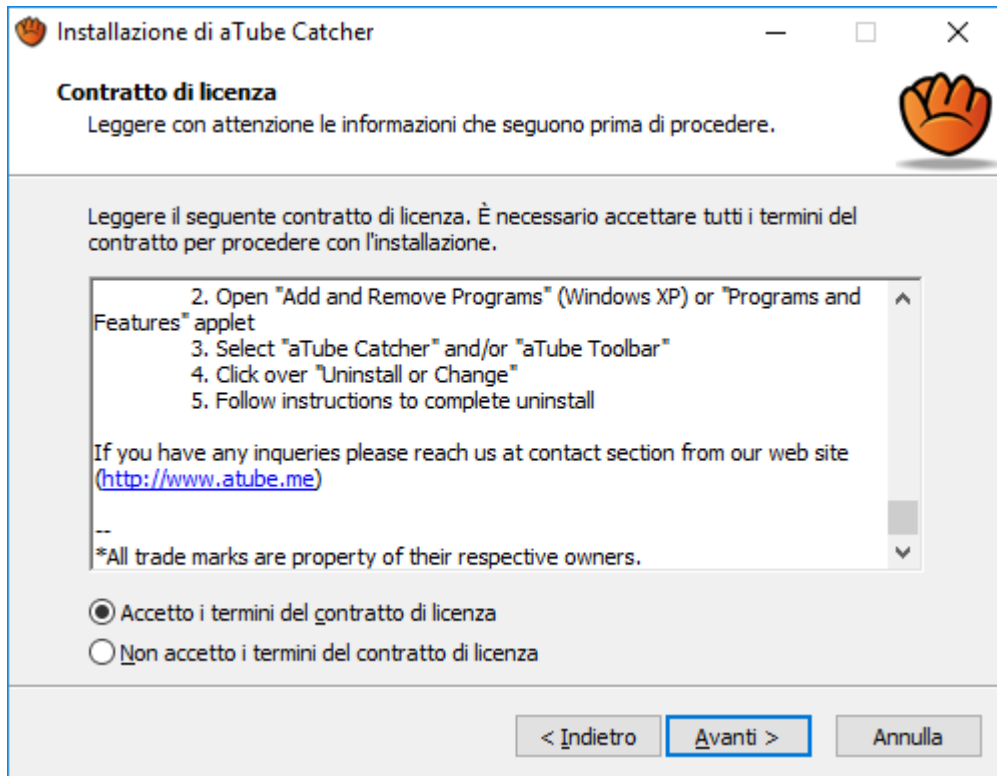 Installazione di aTube Catcher
Contratto di licenza
Leggere con attenzione le informazioni che seguono prima di procedere.
Leggere il seguente contratto di licenza. È necessario accettare tutti i termini del
contratto per procedere con l'installazione.
2. Open "Add and Remove Programs" (Windows XP) or "Programs and
Features" applet
3. Select "aTube Catcher" and/or "aTube Toolbar"
4. Click over "Uninstall or Change"
5. Follow instructions to complete uninstall
If you have any inqueries please reach us at contact section from our web site
(http://www.atube.me)
--
*All trade marks are property of their respective owners.
Accetto i termini del contratto di licenza
Non accetto i termini del contratto di licenza
< Indietro
Avanti >
Annulla